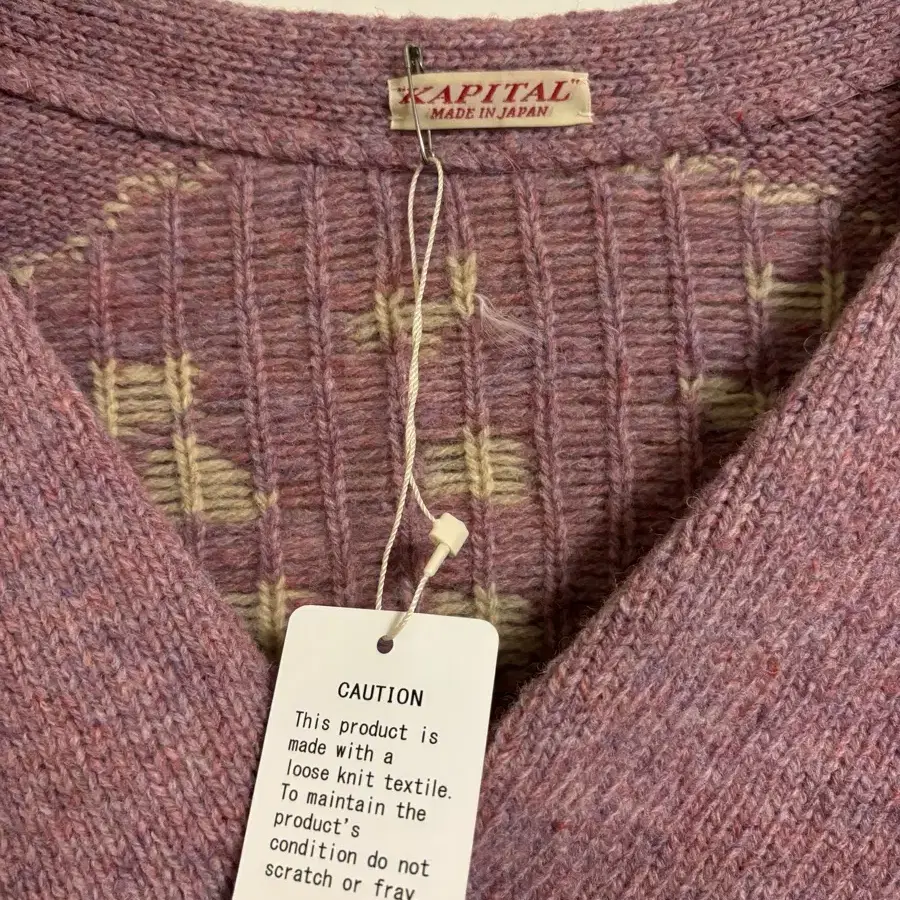 "KAPITAL"
MADE IN JAPAN
CAUTION
This product is
made with a
loose knit textile.
To maintain the
product's
condition do not
scratch or fray